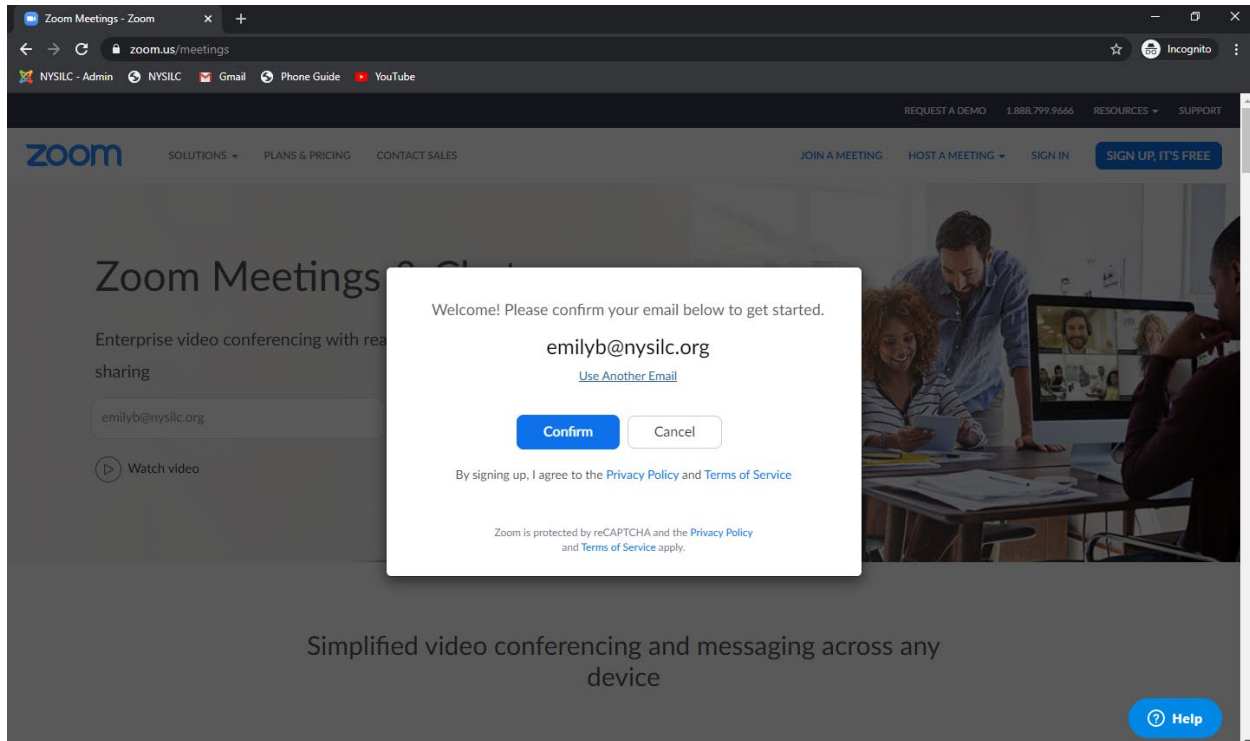 Zoom Meetings - Zoom
zoom.us/meetings
Incognito
NYSILC - Admin NYSILC Gmail Phone Guide YouTube
REQUEST A DEMO 1.888.799.9666 RESOURCES SUPPORT
zoom SOLUTIONS PLANS & PRICING CONTACT SALES JOIN A MEETING HOST A MEETING SIGN IN SIGN UP, IT'S FREE
Zoom Meetings
Enterprise video conferencing with
sharing
emilyb@nysilc.org
Watch video
Welcome! Please confirm your email below to get started.
emilyb@nysilc.org
Use Another Email
Confirm Cancel
By signing up, I agree to the Privacy Policy and Terms of Service
Zoom is protected by reCAPTCHA and the Privacy Policy
and Terms of Service apply.
Simplified video conferencing and messaging across any
device
Help